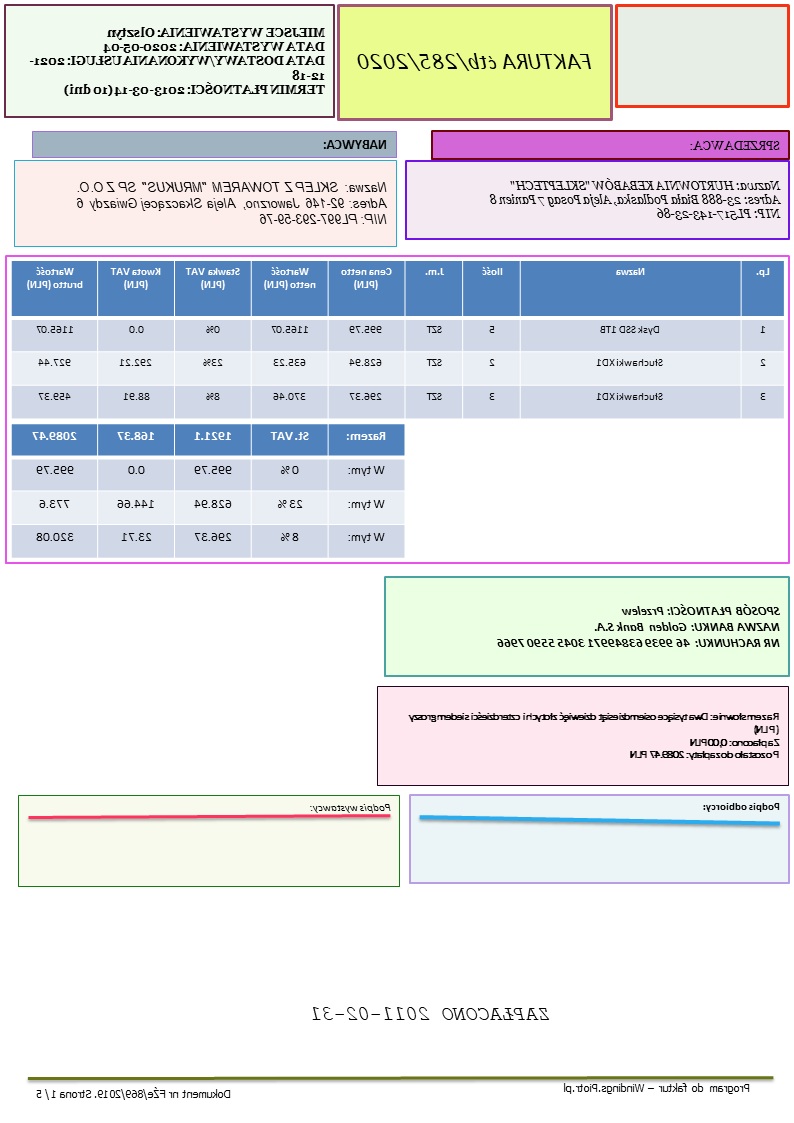 FAKTURA ćtb/285/2020
MIEJSCE WYSTAWIENIA: Olsztyn
DATA WYSTAWIENIA: 2020-05-04
DATA DOSTAWY/WYKONANIA USŁUGI: 2021-
12-18
TERMIN PŁATNOŚCI: 2013-03-14 (10 dni)
SPRZEDAWCA:
Nazwa: HURTOWNIA KEBABÓW "SKLEPTECH"
Adres: 23-888 Biała Podlaska, Aleja Posag 7 Panien 8
NIP: PL517-143-23-86
NABYWCA:
Nazwa: SKLEP Z TOWAREM "MRUKUS" SP Z O.O.
Adres: 92-146 Jaworzno, Aleja Skaczącej Gwiazdy 6
NIP: PL997-293-59-76
Lp. Nazwa Ilość J.m. Cena netto (PLN) Wartość netto (PLN) Stawka VAT (PLN) Kwota VAT (PLN) Wartość brutto (PLN)
1 Dysk SSD 1TB 5 SZT 995.79 1165.07 0% 0.0 1165.07
2 Słuchawki XD1 2 SZT 628.94 635.23 23% 292.21 927.44
3 Słuchawki XD1 3 SZT 296.37 370.46 8% 88.91 459.37
Razem: St. VAT 1921.1 168.37 2089.47
W tym: 0 % 995.79 0.0 995.79
W tym: 23 % 628.94 144.66 773.6
W tym: 8 % 296.37 23.71 320.08
SPOSÓB PŁATNOŚCI: Przelew
NAZWA BANKU: Golden Bank S.A.
NR RACHUNKU: 46 9939 63849971 3045 5590 7966
Razem słownie: Dwa tysiące osiemdziesiąt dziewięć złotych i czterdzieści siedem groszy
(PLN)
Zapłacono: 0,00 PLN
Pozostało do zapłaty: 2089.47 PLN
Podpis odbiorcy:
Podpis wystawcy:
ZAPŁACONO 2011-02-31
Program do faktur – Windings.Piotr.pl
Dokument nr FŹe/869/2019. Strona 1 / 5